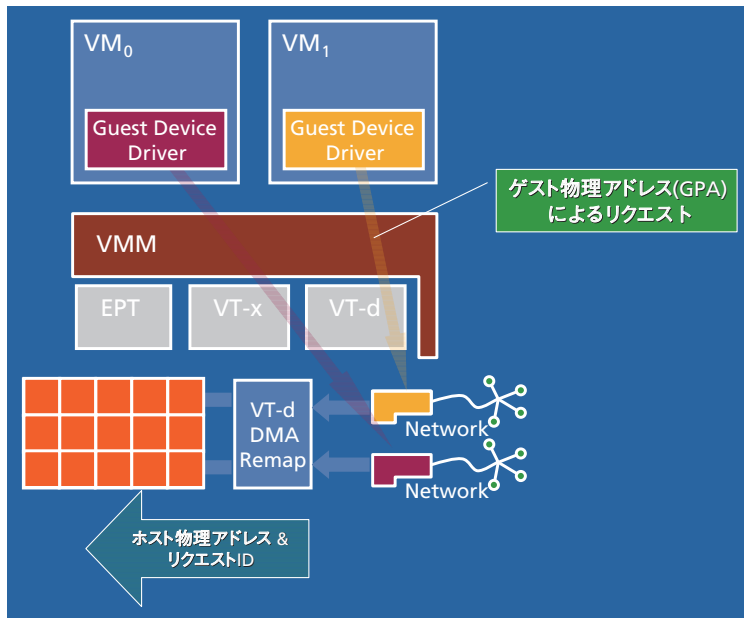 VM0
VM1
Guest Device
Driver
Guest Device
Driver
ゲスト物理アドレス(GPA)
によるリクエスト
VMM
EPT
VT-x
VT-d
VT-d
DMA
Remap
Network
Network
ホスト物理アドレス &
リクエストID